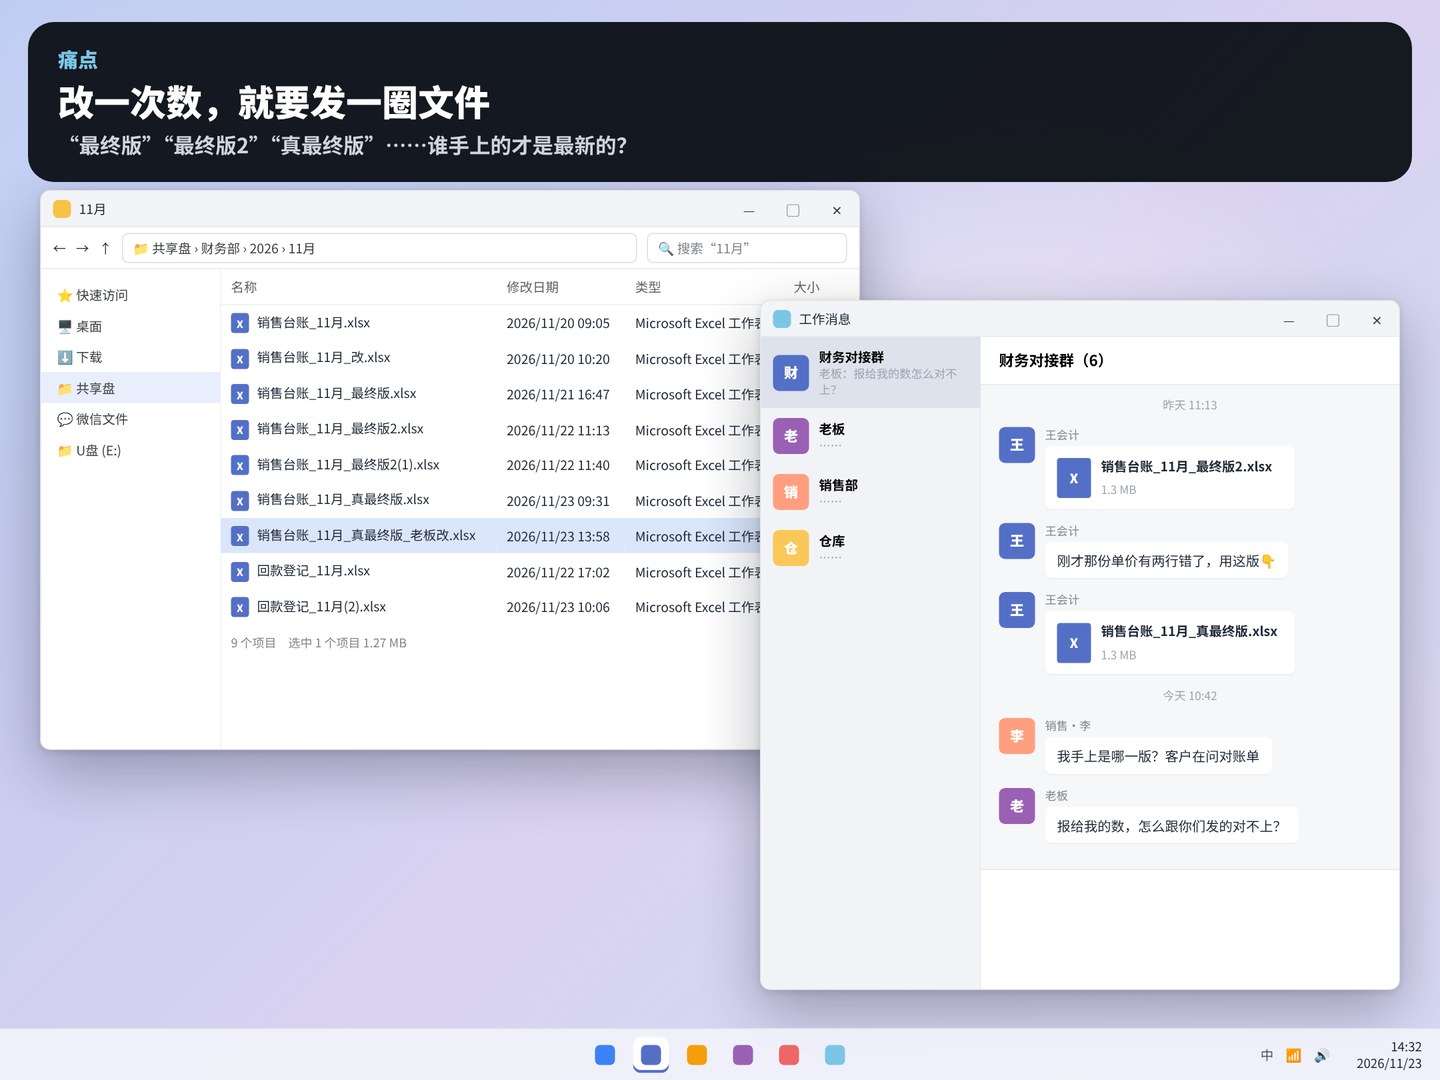 痛点
改一次数，就要发一圈文件
“最终版”“最终版2”“真最终版”……谁手上的才是最新的？
11月
← → ↑ 📁 共享盘 › 财务部 › 2026 › 11月 🔍 搜索“11月”
⭐ 快速访问
🖥️ 桌面
⬇️ 下载
📁 共享盘
💬 微信文件
📁 U盘 (E:)
名称 修改日期 类型 大小
X 销售台账_11月.xlsx 2026/11/20 09:05 Microsoft Excel 工作表
X 销售台账_11月_改.xlsx 2026/11/20 10:20 Microsoft Excel 工作表
X 销售台账_11月_最终版.xlsx 2026/11/21 16:47 Microsoft Excel 工作表
X 销售台账_11月_最终版2.xlsx 2026/11/22 11:13 Microsoft Excel 工作表
X 销售台账_11月_最终版2(1).xlsx 2026/11/22 11:40 Microsoft Excel 工作表
X 销售台账_11月_真最终版.xlsx 2026/11/23 09:31 Microsoft Excel 工作表
X 销售台账_11月_真最终版_老板改.xlsx 2026/11/23 13:58 Microsoft Excel 工作表
X 回款登记_11月.xlsx 2026/11/22 17:02 Microsoft Excel 工作表
X 回款登记_11月(2).xlsx 2026/11/23 10:06 Microsoft Excel 工作表
9 个项目 选中 1 个项目 1.27 MB
工作消息
财 财务对接群
老板：报给我的数怎么对不
上？
老 老板
……
销 销售部
……
仓 仓库
……
财务对接群（6）
昨天 11:13
王 王会计
X 销售台账_11月_最终版2.xlsx
1.3 MB
王 王会计
刚才那份单价有两行错了，用这版👇
王 王会计
X 销售台账_11月_真最终版.xlsx
1.3 MB
今天 10:42
李 销售·李
我手上是哪一版？客户在问对账单
老 老板
报给我的数，怎么跟你们发的对不上？
中 📶 🔊 14:32
2026/11/23